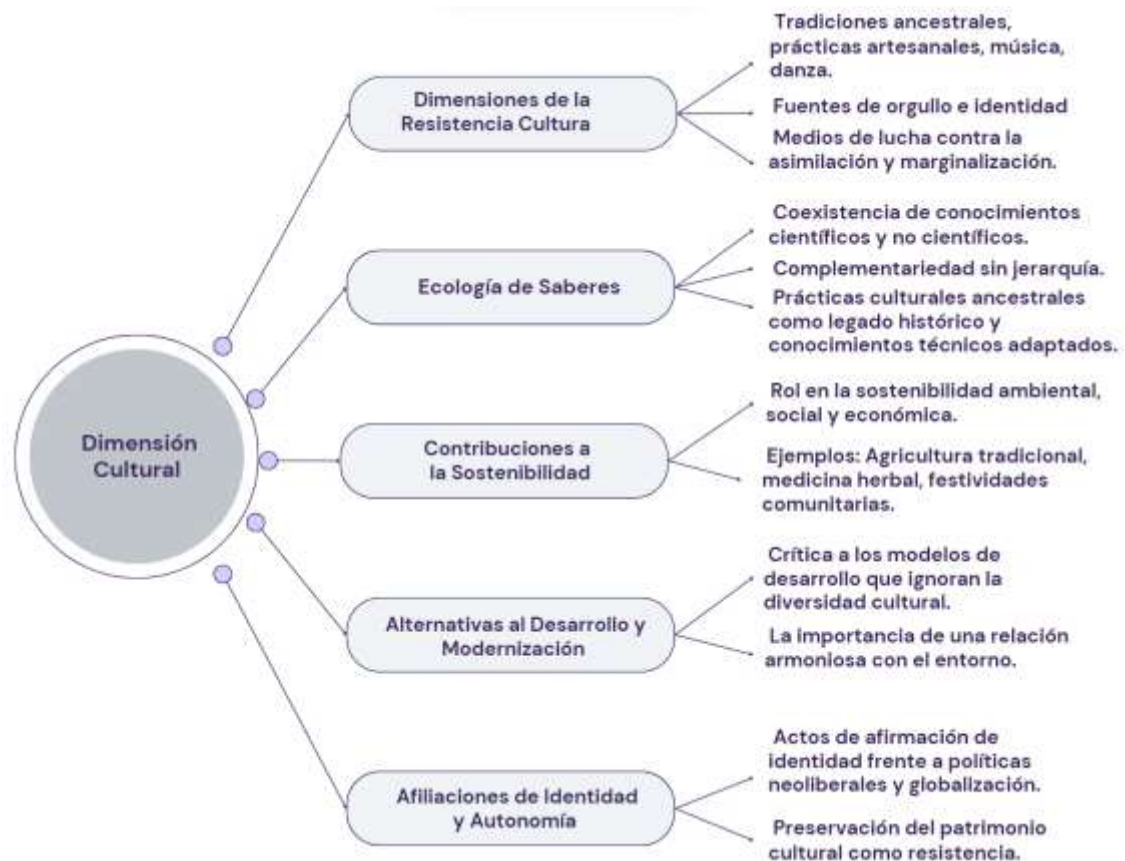 Dimensión
Cultural
Dimensiones de la
Resistencia Cultura
Tradiciones ancestrales,
prácticas artesanales, música,
danza.
Fuentes de orgullo e identidad
Medios de lucha contra la
asimilación y marginalización.
Ecología de Saberes
Coexistencia de conocimientos
científicos y no científicos.
Complementariedad sin jerarquía.
Prácticas culturales ancestrales
como legado histórico y
conocimientos técnicos adaptados.
Contribuciones a
la Sostenibilidad
Rol en la sostenibilidad ambiental,
social y económica.
Ejemplos: Agricultura tradicional,
medicina herbal, festividades
comunitarias.
Alternativas al Desarrollo y
Modernización
Crítica a los modelos de
desarrollo que ignoran la
diversidad cultural.
La importancia de una relación
armoniosa con el entorno.
Afiliaciones de Identidad
y Autonomía
Actos de afirmación de
identidad frente a políticas
neoliberales y globalización.
Preservación del patrimonio
cultural como resistencia.